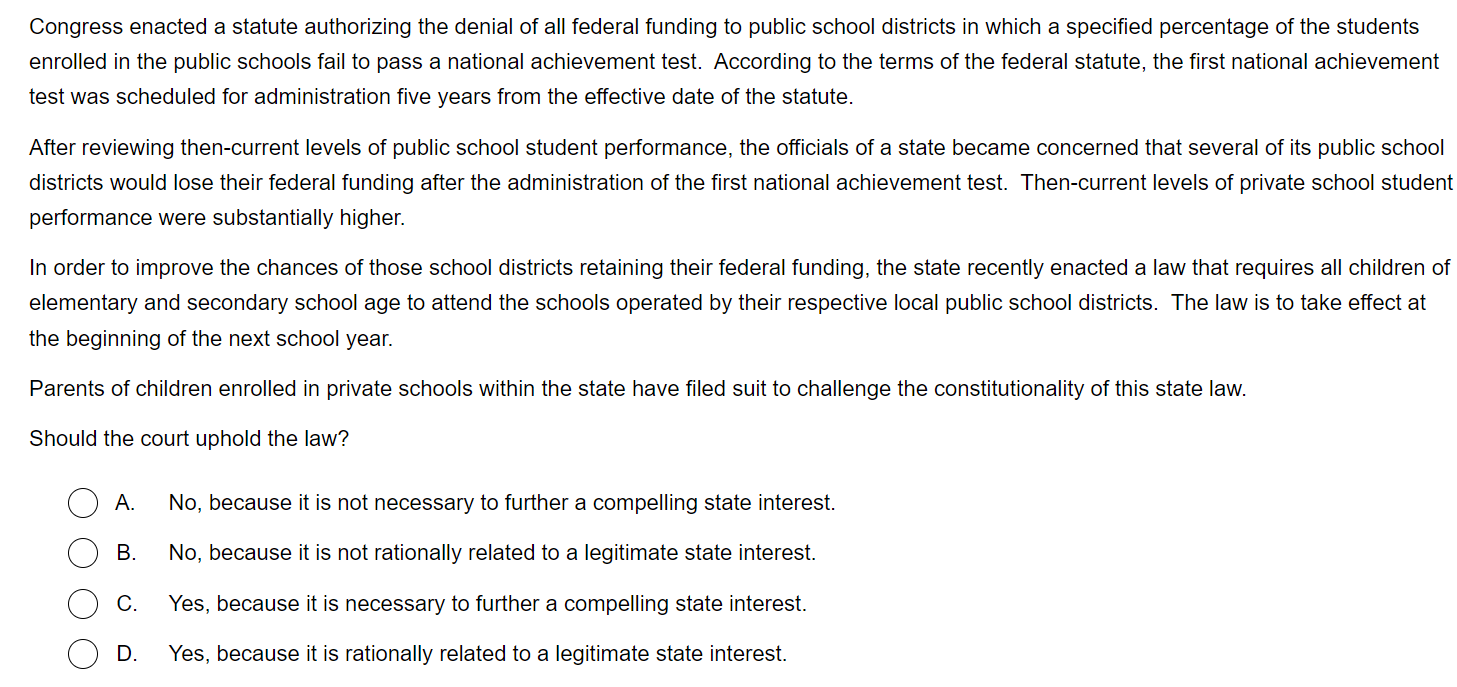 Congress enacted a statute authorizing the denial of all federal funding to public school districts in which a specified percentage of the students
enrolled in the public schools fail to pass a national achievement test.  According to the terms of the federal statute, the first national achievement
test was scheduled for administration five years from the effective date of the statute.
After reviewing then-current levels of public school student performance, the officials of a state became concerned that several of its public school
districts would lose their federal funding after the administration of the first national achievement test.  Then-current levels of private school student
performance were substantially higher.
In order to improve the chances of those school districts retaining their federal funding, the state recently enacted a law that requires all children of
elementary and secondary school age to attend the schools operated by their respective local public school districts.  The law is to take effect at
the beginning of the next school year.
Parents of children enrolled in private schools within the state have filed suit to challenge the constitutionality of this state law.
Should the court uphold the law?
A. No, because it is not necessary to further a compelling state interest.
B. No, because it is not rationally related to a legitimate state interest.
C. Yes, because it is necessary to further a compelling state interest.
D. Yes, because it is rationally related to a legitimate state interest.